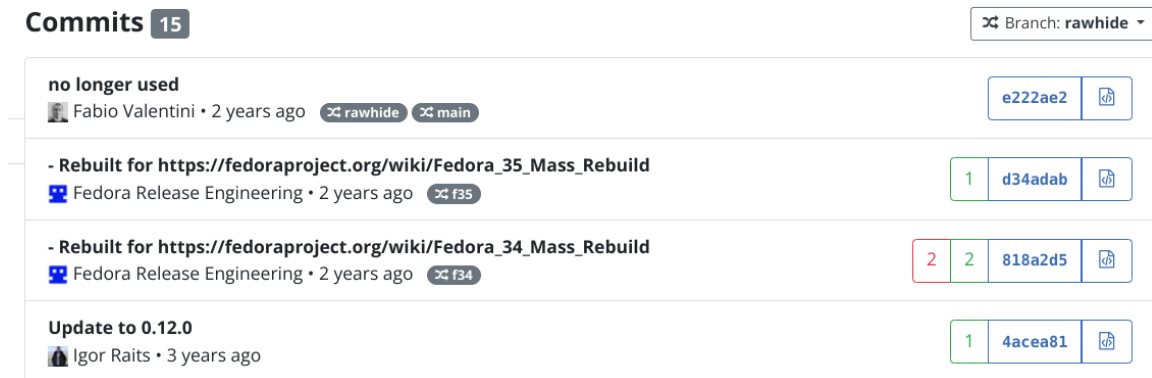 Commits 15
Branch: rawhide
no longer used
e222ae2
Fabio Valentini • 2 years ago rawhide main
- Rebuilt for https://fedoraproject.org/wiki/Fedora_35_Mass_Rebuild
1 d34adab
Fedora Release Engineering • 2 years ago f35
- Rebuilt for https://fedoraproject.org/wiki/Fedora_34_Mass_Rebuild
2 2 818a2d5
Fedora Release Engineering • 2 years ago f34
Update to 0.12.0
1 4acea81
Igor Raits • 3 years ago